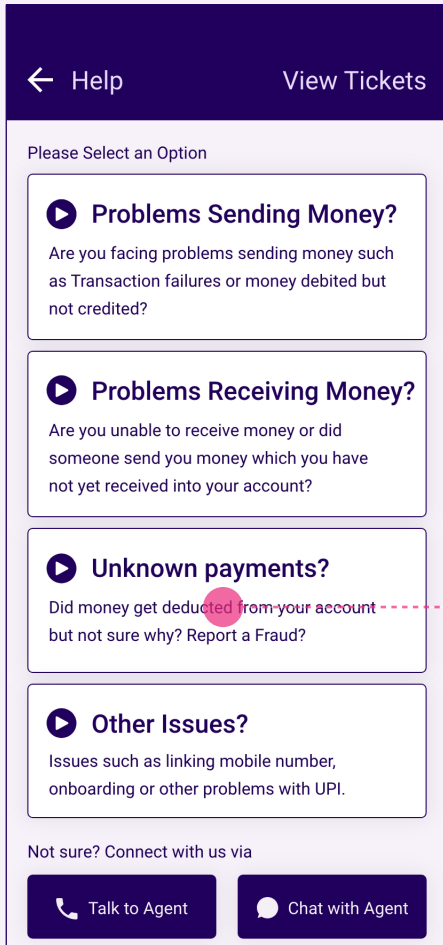 Help
View Tickets
Please Select an Option
Problems Sending Money?
Are you facing problems sending money such
as Transaction failures or money debited but
not credited?
Problems Receiving Money?
Are you unable to receive money or did
someone send you money which you have
not yet received into your account?
Unknown payments?
Did money get deducted from your account
but not sure why? Report a Fraud?
Other Issues?
Issues such as linking mobile number,
onboarding or other problems with UPI.
Not sure? Connect with us via
Talk to Agent
Chat with Agent